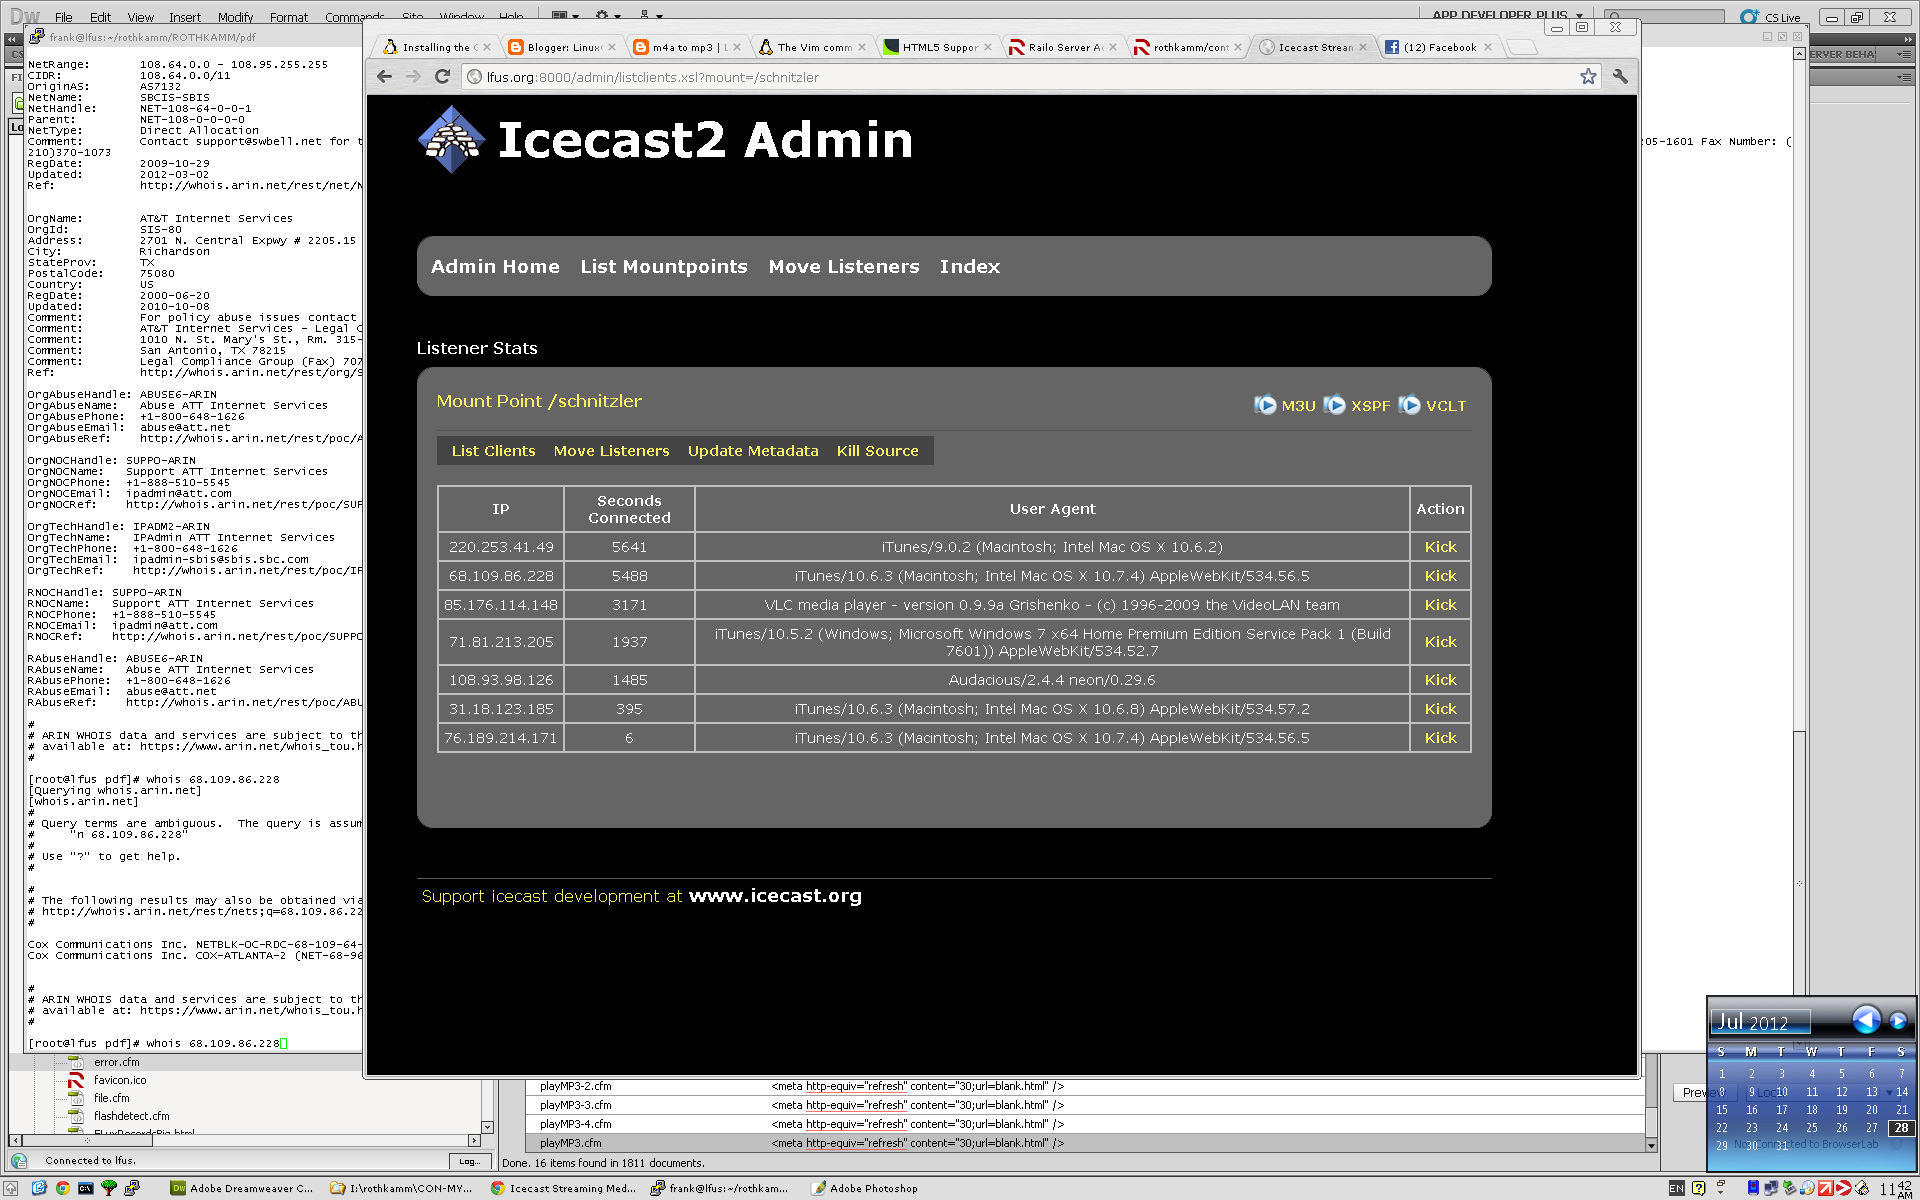 Dw File Edit View Insert Modify Format Commands Site Window Help
APP DEVELOPER PLUS
CS Live
frank@lfus:~/rothkamm/ROTHKAMM/pdf
NetRange: 108.64.0.0 - 108.95.255.255
CIDR: 108.64.0.0/11
OriginAS: AS7132
NetName: SBCIS-SBIS
NetHandle: NET-108-64-0-0-1
Parent: NET-108-0-0-0-0
NetType: Direct Allocation
Comment: Contact support@swbell.net for t
210)370-1073
RegDate: 2009-10-29
Updated: 2012-03-02
Ref: http://whois.arin.net/rest/net/N
OrgName: AT&T Internet Services
OrgId: SIS-80
Address: 2701 N. Central Expwy # 2205.15
City: Richardson
StateProv: TX
PostalCode: 75080
Country: US
RegDate: 2000-06-20
Updated: 2010-10-08
Comment: For policy abuse issues contact
Comment: AT&T Internet Services - Legal C
Comment: 1010 N. St. Mary's St., Rm. 315-
Comment: San Antonio, TX 78215
Comment: Legal Compliance Group (Fax) 707
Ref: http://whois.arin.net/rest/org/S
OrgAbuseHandle: ABUSE6-ARIN
OrgAbuseName: Abuse ATT Internet Services
OrgAbusePhone: +1-800-648-1626
OrgAbuseEmail: abuse@att.net
OrgAbuseRef: http://whois.arin.net/rest/poc/A
OrgNOCHandle: SUPPO-ARIN
OrgNOCName: Support ATT Internet Services
OrgNOCPhone: +1-888-510-5545
OrgNOCEmail: ipadmin@att.com
OrgNOCRef: http://whois.arin.net/rest/poc/SUP
OrgTechHandle: IPADM2-ARIN
OrgTechName: IPAdmin ATT Internet Services
OrgTechPhone: +1-800-648-1626
OrgTechEmail: ipadmin-sbis@sbis.sbc.com
OrgTechRef: http://whois.arin.net/rest/poc/IP
RNOCHandle: SUPPO-ARIN
RNOCName: Support ATT Internet Services
RNOCPhone: +1-888-510-5545
RNOCEmail: ipadmin@att.com
RNOCRef: http://whois.arin.net/rest/poc/SUPPO
RAbuseHandle: ABUSE6-ARIN
RAbuseName: Abuse ATT Internet Services
RAbusePhone: +1-800-648-1626
RAbuseEmail: abuse@att.net
RAbuseRef: http://whois.arin.net/rest/poc/ABU
#
# ARIN WHOIS data and services are subject to th
# available at: https://www.arin.net/whois_tou.h
#
[root@lfus pdf]# whois 68.109.86.228
[Querying whois.arin.net]
[whois.arin.net]
#
# Query terms are ambiguous. The query is assum
# "n 68.109.86.228"
#
# Use "?" to get help.
#
#
# The following results may also be obtained via
# http://whois.arin.net/rest/nets;q=68.109.86.22
#
Cox Communications Inc. NETBLK-OC-RDC-68-109-64-
Cox Communications Inc. COX-ATLANTA-2 (NET-68-96
#
# ARIN WHOIS data and services are subject to th
# available at: https://www.arin.net/whois_tou.h
#
[root@lfus pdf]# whois 68.109.86.228
05-1601 Fax Number: (
ERVER BEHA
Installing the
Blogger: Linux
m4a to mp3 | L
The Vim comm
HTML5 Suppor
Railo Server A
rothkamm/cont
Icecast Strean
(12) Facebook
lfus.org:8000/admin/listclients.xsl?mount=/schnitzler
Icecast2 Admin
Admin Home List Mountpoints Move Listeners Index
Listener Stats
Mount Point /schnitzler
M3U XSPF VCLT
List Clients Move Listeners Update Metadata Kill Source
IP Seconds Connected User Agent Action
220.253.41.49 5641 iTunes/9.0.2 (Macintosh; Intel Mac OS X 10.6.2) Kick
68.109.86.228 5488 iTunes/10.6.3 (Macintosh; Intel Mac OS X 10.7.4) AppleWebKit/534.56.5 Kick
85.176.114.148 3171 VLC media player - version 0.9.9a Grishenko - (c) 1996-2009 the VideoLAN team Kick
71.81.213.205 1937 iTunes/10.5.2 (Windows; Microsoft Windows 7 x64 Home Premium Edition Service Pack 1 (Build 7601)) AppleWebKit/534.52.7 Kick
108.93.98.126 1485 Audacious/2.4.4 neon/0.29.6 Kick
31.18.123.185 395 iTunes/10.6.3 (Macintosh; Intel Mac OS X 10.6.8) AppleWebKit/534.57.2 Kick
76.189.214.171 6 iTunes/10.6.3 (Macintosh; Intel Mac OS X 10.7.4) AppleWebKit/534.56.5 Kick
Support icecast development at www.icecast.org
error.cfm
favicon.ico
file.cfm
flashdetect.cfm
Connected to lfus.
Log...
playMP3-2.cfm <meta http-equiv="refresh" content="30;url=blank.html" />
playMP3-3.cfm <meta http-equiv="refresh" content="30;url=blank.html" />
playMP3-4.cfm <meta http-equiv="refresh" content="30;url=blank.html" />
playMP3.cfm <meta http-equiv="refresh" content="30;url=blank.html" />
Done. 16 items found in 1811 documents.
Jul 2012
S M T W T F S
1 2 3 4 5 6 7
8 9 10 11 12 13 14
15 16 17 18 19 20 21
22 23 24 25 26 27 28
29 30 31
Adobe Dreamweaver C...
I:\rothkamm\CON-MY...
Icecast Streaming Med...
frank@lfus:~/rothkam...
Adobe Photoshop
EN
11:42 AM